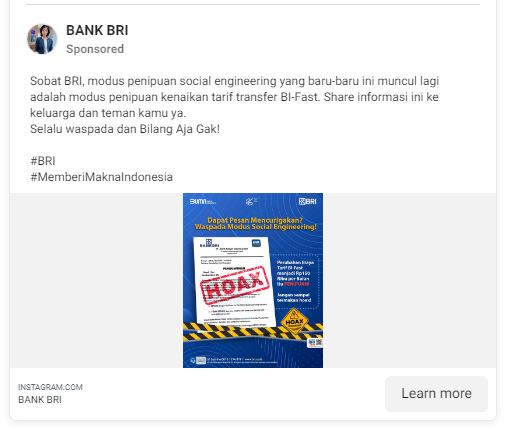 BANK BRI
Sponsored
Sobat BRI, modus penipuan social engineering yang baru-baru ini muncul lagi
adalah modus penipuan kenaikan tarif transfer BI-Fast. Share informasi ini ke
keluarga dan teman kamu ya.
Selalu waspada dan Bilang Aja Gak!
#BRI
#MemberiMaknaIndonesia
BUMN
BRI
Dapat Pesan Mencurigakan?
Waspada Modus Social Engineering!
BANK BRI
HOAX
Perubahan Biaya
Tarif BI Fast
menjadi Rp150
Ribu per Bulan
itu PENIPUAN!
Jangan sampai
termakan hoax!
HOAX
INSTAGRAM.COM
BANK BRI
Learn more